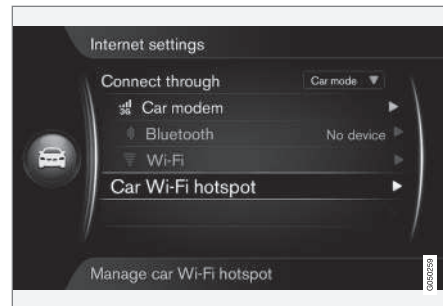 Internet settings
Connect through Car mode
3G Car modem
Bluetooth No device
Wi-Fi
Car Wi-Fi hotspot
Manage car Wi-Fi hotspot
G050259